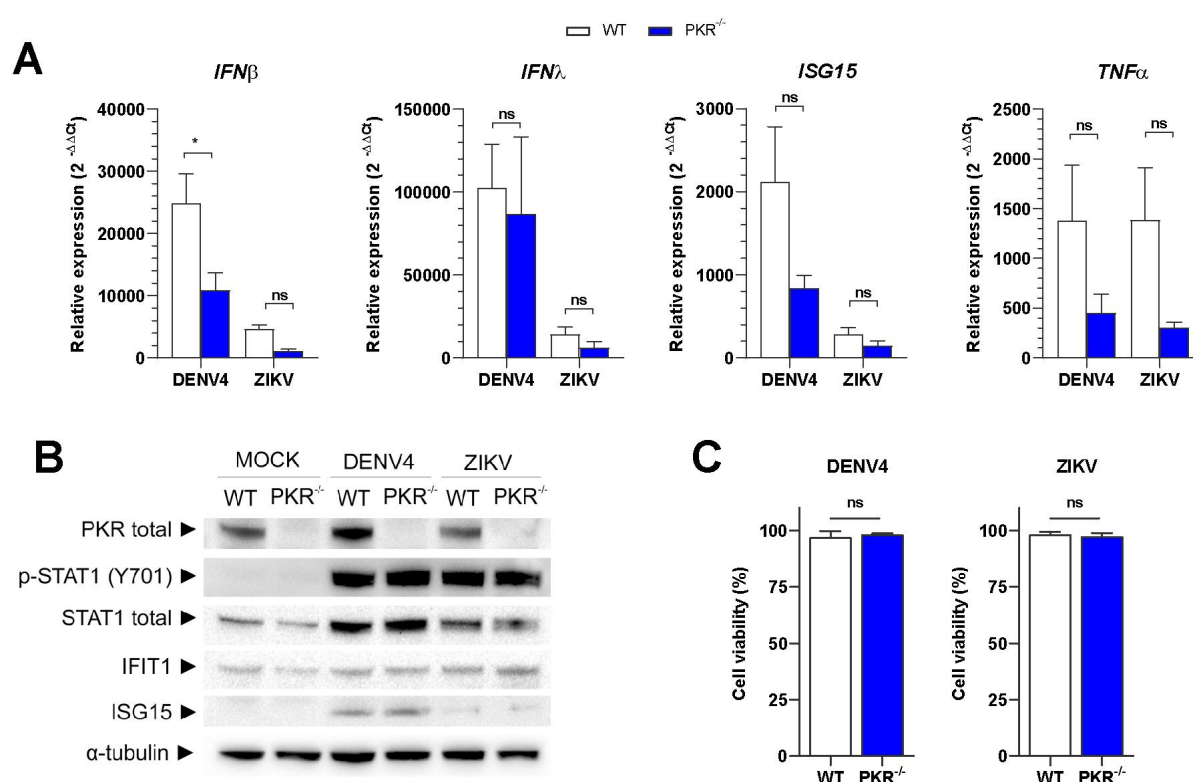 WT PKR-/-
A
IFNβ IFNλ ISG15 TNFα
Relative expression (2 -ΔΔCt)
40000
30000
20000
10000
0
*
ns
DENV4 ZIKV
Relative expression (2 -ΔΔCt)
150000
100000
50000
0
ns
ns
DENV4 ZIKV
Relative expression (2 -ΔΔCt)
3000
2000
1000
0
ns
ns
DENV4 ZIKV
Relative expression (2 -ΔΔCt)
2500
2000
1500
1000
500
0
ns
ns
DENV4 ZIKV
B
MOCK DENV4 ZIKV
WT PKR-/- WT PKR-/- WT PKR-/-
PKR total
p-STAT1 (Y701)
STAT1 total
IFIT1
ISG15
α-tubulin
C
DENV4
ns
Cell viability (%)
100
75
50
25
0
WT PKR-/-
ZIKV
ns
Cell viability (%)
100
75
50
25
0
WT PKR-/-